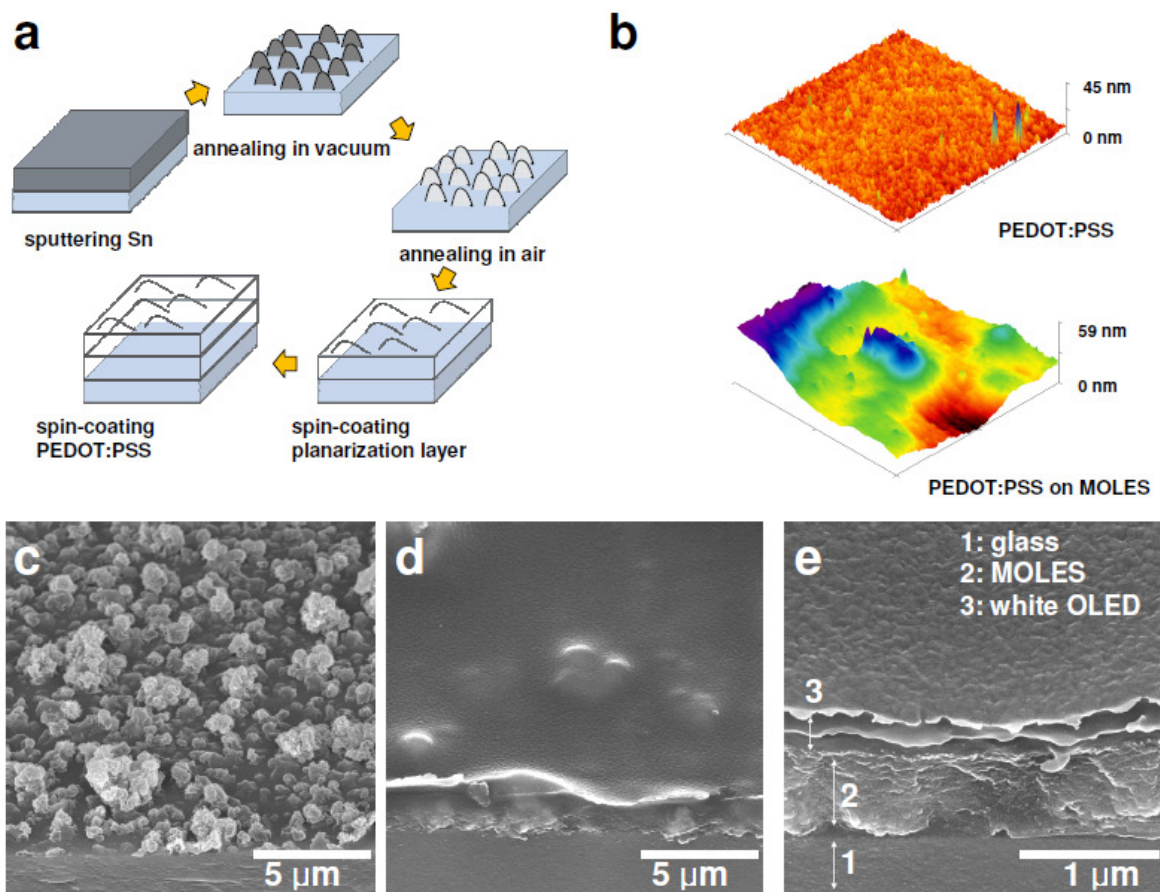 a
annealing in vacuum
sputtering Sn
annealing in air
spin-coating
PEDOT:PSS
spin-coating
planarization layer
b
45 nm
0 nm
PEDOT:PSS
59 nm
0 nm
PEDOT:PSS on MOLES
c
5 μm
d
5 μm
e
1: glass
2: MOLES
3: white OLED
3
2
1
1 μm